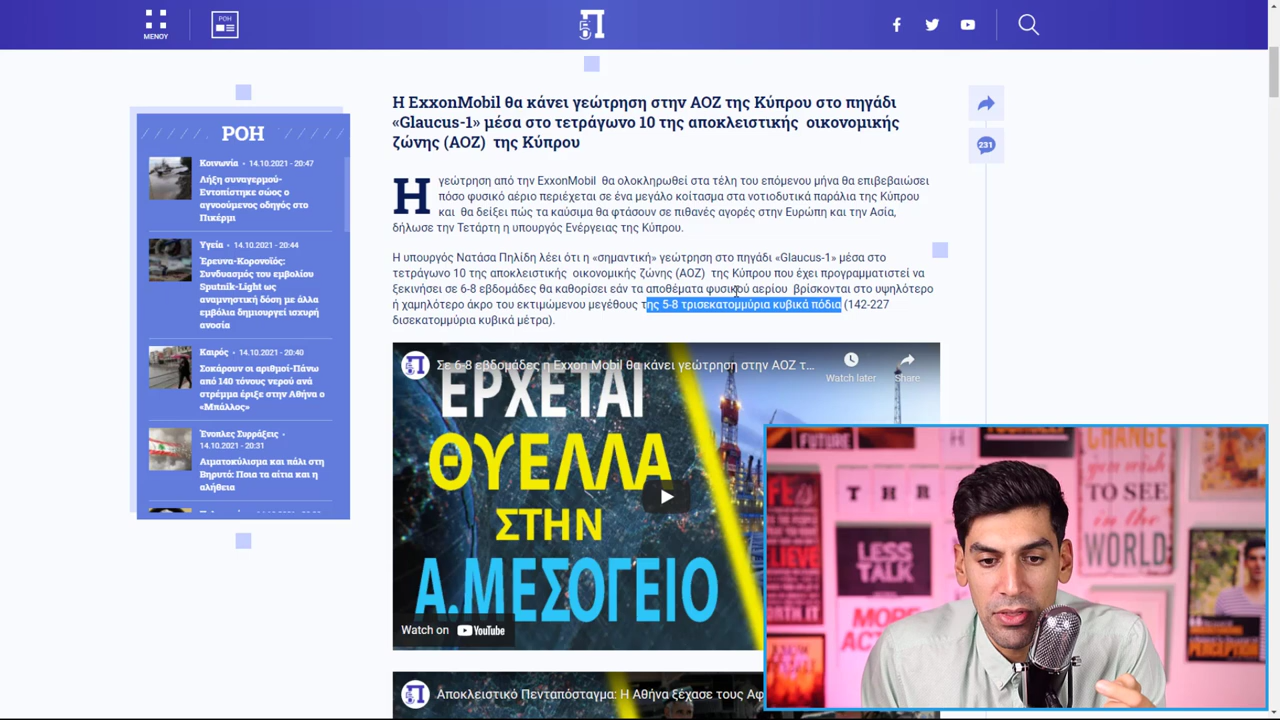 ΜΕΝΟΥ
ΡΟΗ
5Π
Η ExxonMobil θα κάνει γεώτρηση στην ΑΟΖ της Κύπρου στο πηγάδι
«Glaucus-1» μέσα στο τετράγωνο 10 της αποκλειστικής οικονομικής
ζώνης (ΑΟΖ) της Κύπρου
231
ΡΟΗ
Κοινωνία • 14.10.2021 - 20:47
Λήξη συναγερμού-
Εντοπίστηκε σώος ο
αγνοούμενος οδηγός στο
Πικέρμι
Υγεία • 14.10.2021 - 20:44
Έρευνα-Κορονοϊός:
Συνδυασμός του εμβολίου
Sputnik-Light ως
αναμνηστική δόση με άλλα
εμβόλια δημιουργεί ισχυρή
ανοσία
Καιρός • 14.10.2021 - 20:40
Σοκάρουν οι αριθμοί-Πάνω
από 140 τόνους νερού ανά
στρέμμα έριξε στην Αθήνα ο
«Μπάλλος»
Ένοπλες Συρράξεις •
14.10.2021 - 20:31
Αιματοκύλισμα και πάλι στη
Βηρυτό: Ποια τα αίτια και η
αλήθεια
Η γεώτρηση από την ExxonMobil θα ολοκληρωθεί στα τέλη του επόμενου μήνα θα επιβεβαιώσει
πόσο φυσικό αέριο περιέχεται σε ένα μεγάλο κοίτασμα στα νοτιοδυτικά παράλια της Κύπρου
και θα δείξει πώς τα καύσιμα θα φτάσουν σε πιθανές αγορές στην Ευρώπη και την Ασία,
δήλωσε την Τετάρτη η υπουργός Ενέργειας της Κύπρου.
Η υπουργός Νατάσα Πηλίδη λέει ότι η «σημαντική» γεώτρηση στο πηγάδι «Glaucus-1» μέσα στο
τετράγωνο 10 της αποκλειστικής οικονομικής ζώνης (ΑΟΖ) της Κύπρου που έχει προγραμματιστεί να
ξεκινήσει σε 6-8 εβδομάδες θα καθορίσει εάν τα αποθέματα φυσικού αερίου βρίσκονται στο υψηλότερο
ή χαμηλότερο άκρο του εκτιμώμενου μεγέθους της 5-8 τρισεκατομμύρια κυβικά πόδια (142-227
δισεκατομμύρια κυβικά μέτρα).
Σε 6-8 εβδομάδες η Exxon Mobil θα κάνει γεώτρηση στην ΑΟΖ τ...
Watch later
Share
ΕΡΧΕΤΑΙ
ΘΥΕΛΛΑ
ΣΤΗΝ
Α.ΜΕΣΟΓΕΙΟ
Watch on YouTube
Αποκλειστικό Πενταπόσταγμα: Η Αθήνα ξέχασε τους
FUTURE
THR
LESS
TALK
MORE
CHANGE
YOU WISH
TO SEE
IN THE
WORLD